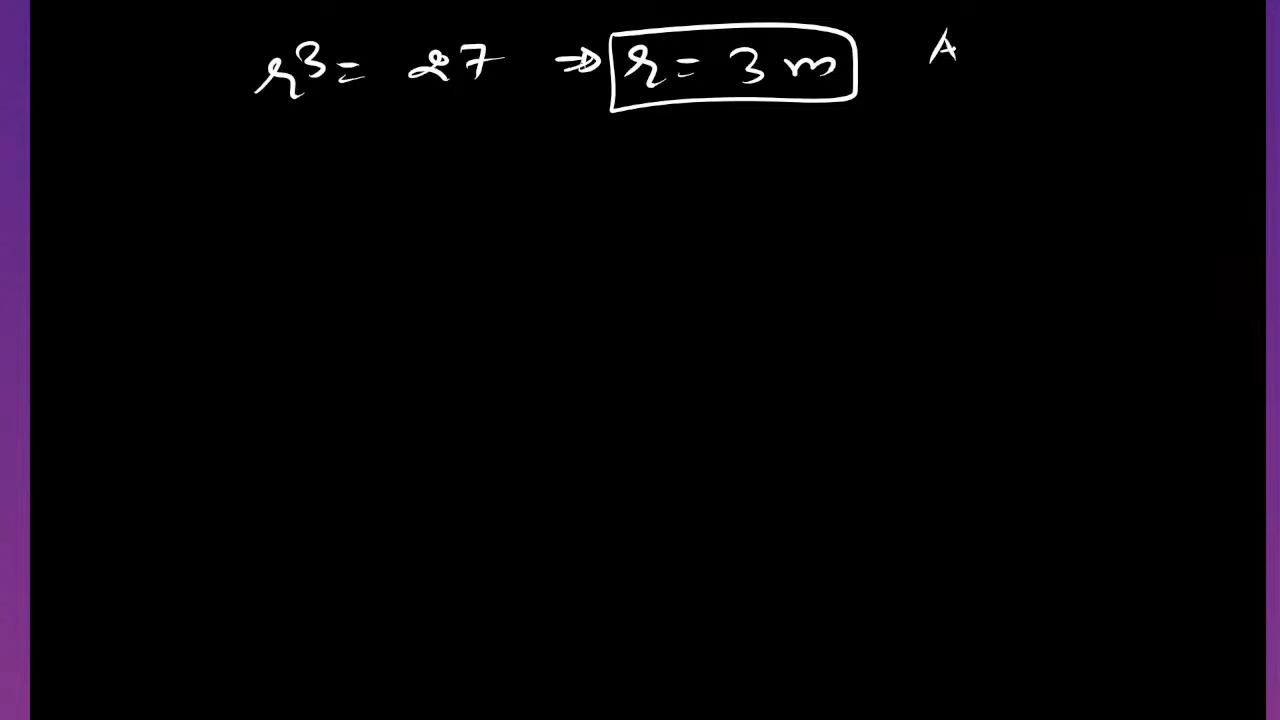 r³ = 27 ⇒ r = 3 m A